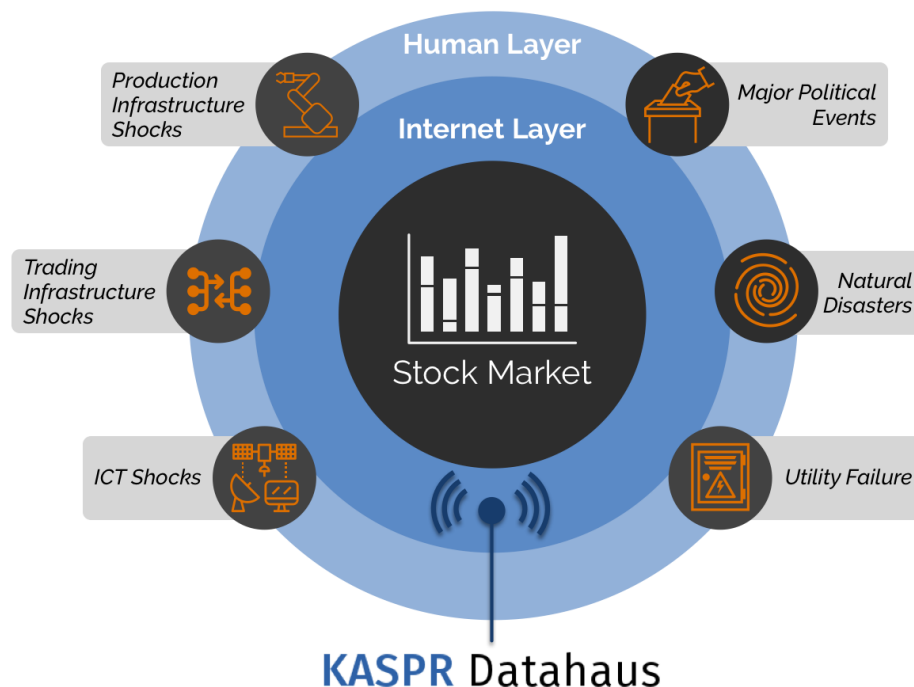 Human Layer
Production
Infrastructure
Shocks
Major Political
Events
Internet Layer
Trading
Infrastructure
Shocks
Natural
Disasters
Stock Market
ICT Shocks
Utility Failure
KASPR Datahaus